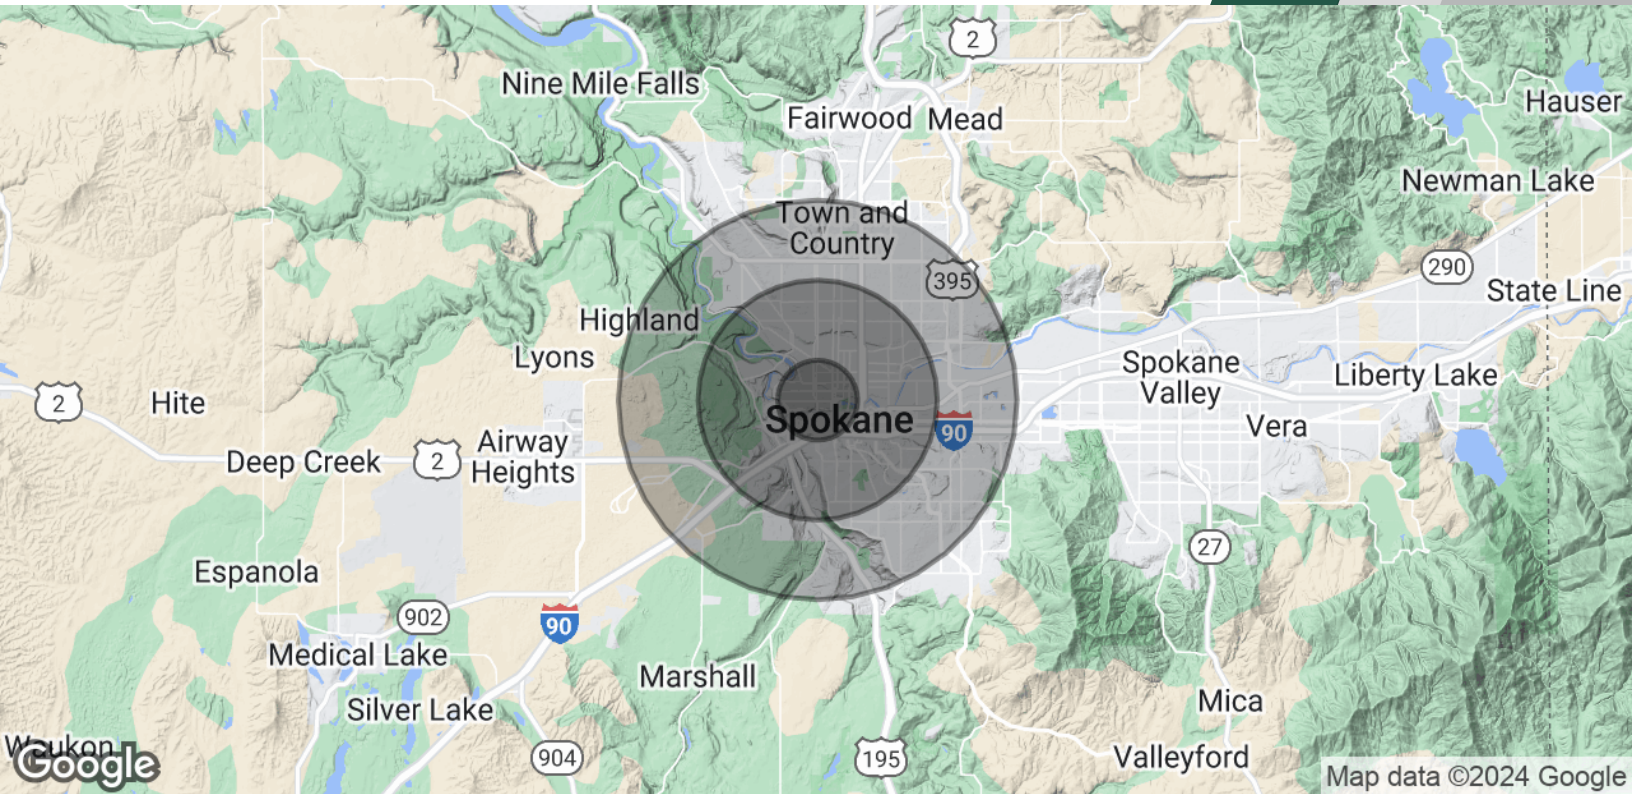 2
Nine Mile Falls
Hauser
Fairwood
Mead
Newman Lake
Town and
Country
290
395
State Line
Highland
Lyons
Spokane
Valley
Liberty Lake
2
Hite
Spokane
Vera
90
Airway
Heights
Deep Creek
2
27
Espanola
902
90
Medical Lake
Marshall
Mica
Silver Lake
Waukon
904
195
Valleyford
Google
Map data ©2024 Google